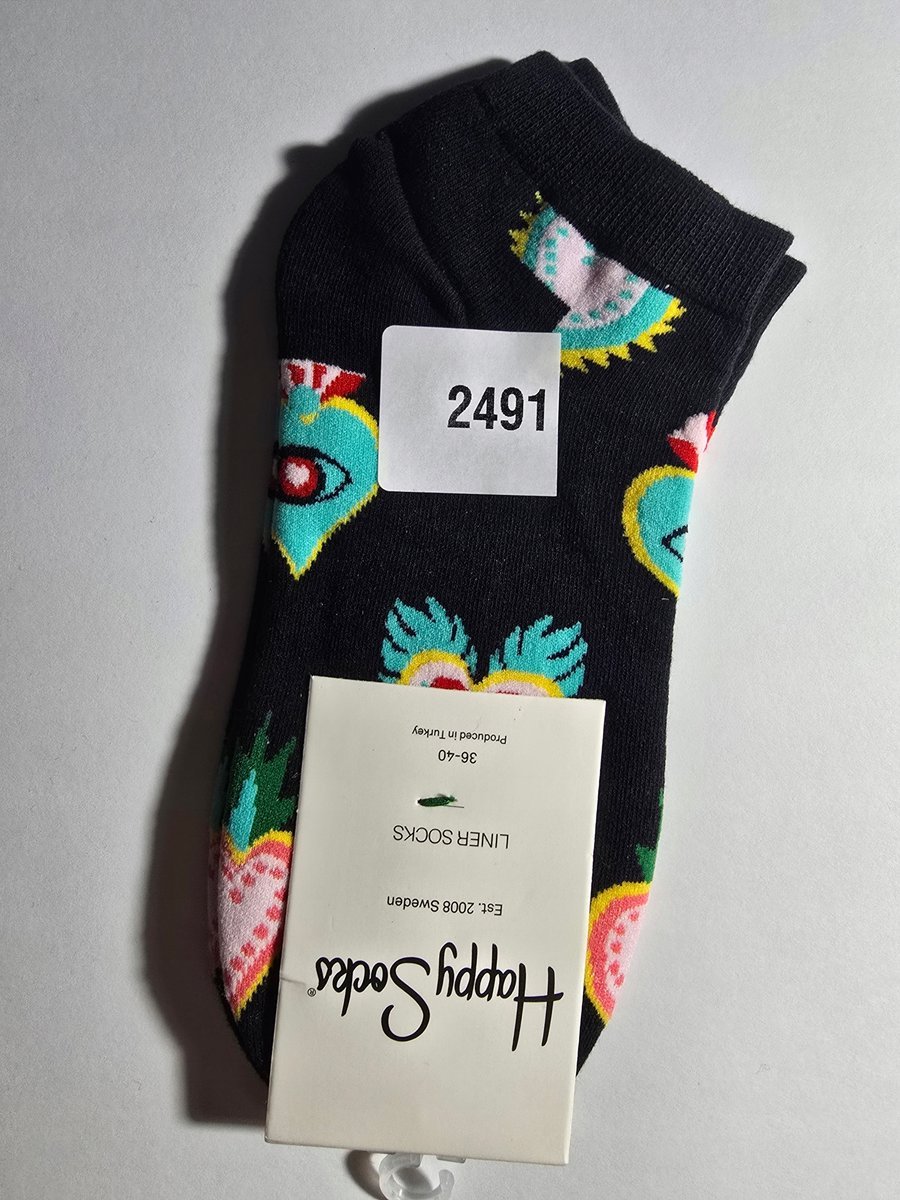 2491
Happy Socks®
Est. 2008 Sweden
LINER SOCKS
36-40
Produced in Turkey